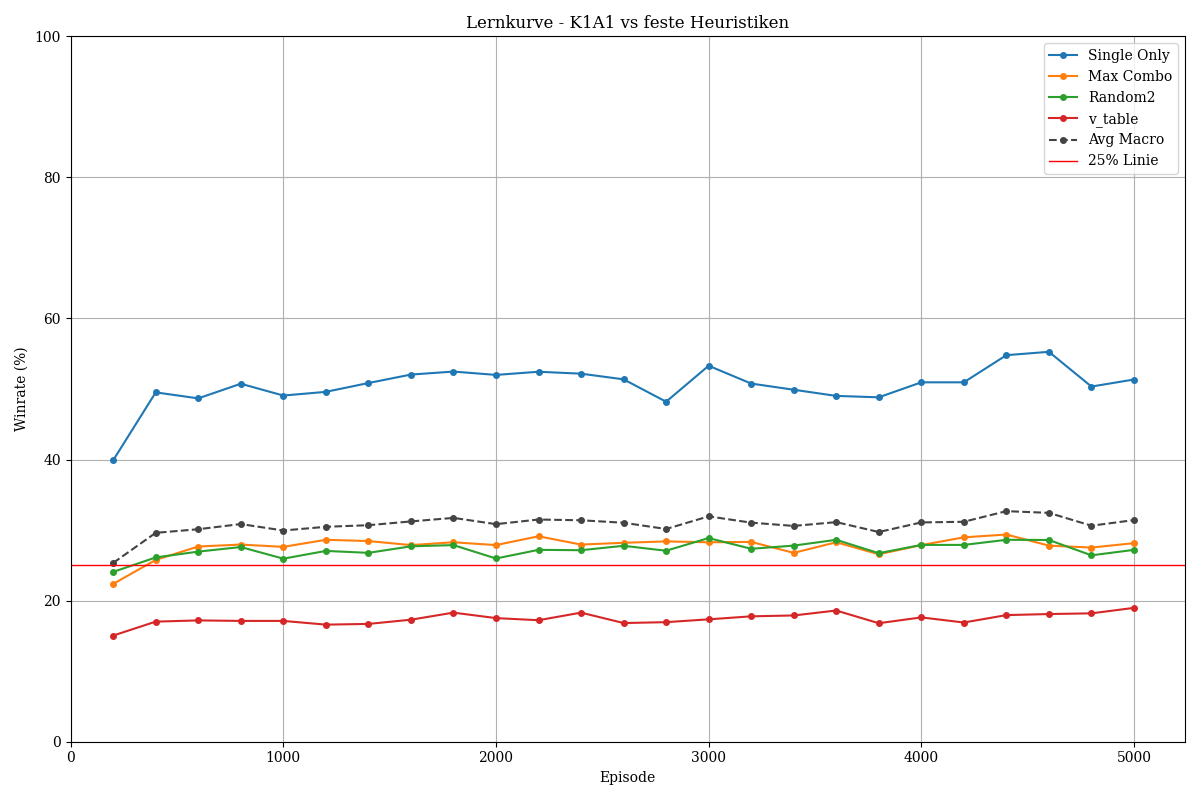 Lernkurve - K1A1 vs feste Heuristiken
100
80
60
40
20
0
Winrate (%)
Single Only
Max Combo
Random2
v_table
Avg Macro
25% Linie
0 1000 2000 3000 4000 5000
Episode